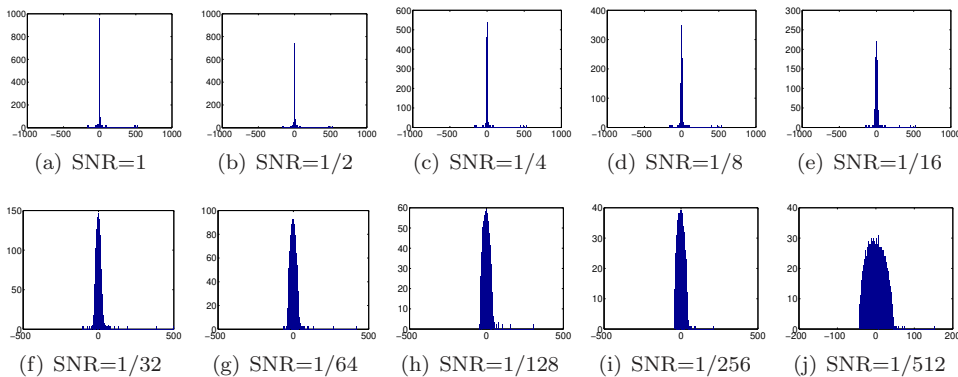 1000
800
600
400
200
0
-1000 -500 0 500 1000
(a) SNR=1
1000
800
600
400
200
0
-1000 -500 0 500 1000
(b) SNR=1/2
600
500
400
300
200
100
0
-1000 -500 0 500 1000
(c) SNR=1/4
400
300
200
100
0
-1000 -500 0 500 1000
(d) SNR=1/8
300
250
200
150
100
50
0
-1000 -500 0 500 1000
(e) SNR=1/16
150
100
50
0
-500 0 500
(f) SNR=1/32
100
80
60
40
20
0
-500 0 500
(g) SNR=1/64
60
50
40
30
20
10
0
-500 0 500
(h) SNR=1/128
40
30
20
10
0
-500 0 500
(i) SNR=1/256
40
30
20
10
0
-200 -100 0 100 200
(j) SNR=1/512